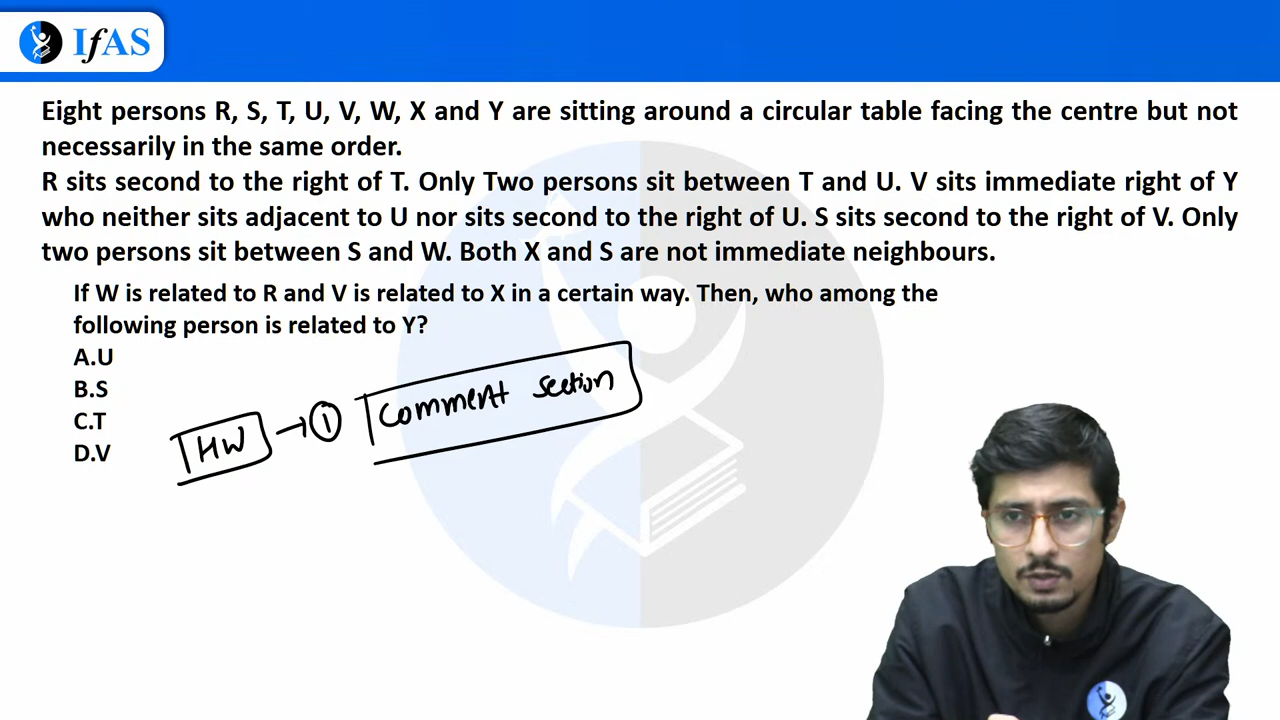 IfAS
Eight persons R, S, T, U, V, W, X and Y are sitting around a circular table facing the centre but not
necessarily in the same order.
R sits second to the right of T. Only Two persons sit between T and U. V sits immediate right of Y
who neither sits adjacent to U nor sits second to the right of U. S sits second to the right of V. Only
two persons sit between S and W. Both X and S are not immediate neighbours.
If W is related to R and V is related to X in a certain way. Then, who among the
following person is related to Y?
A.U
B.S
C.T
D.V
HW → 1 Comment section